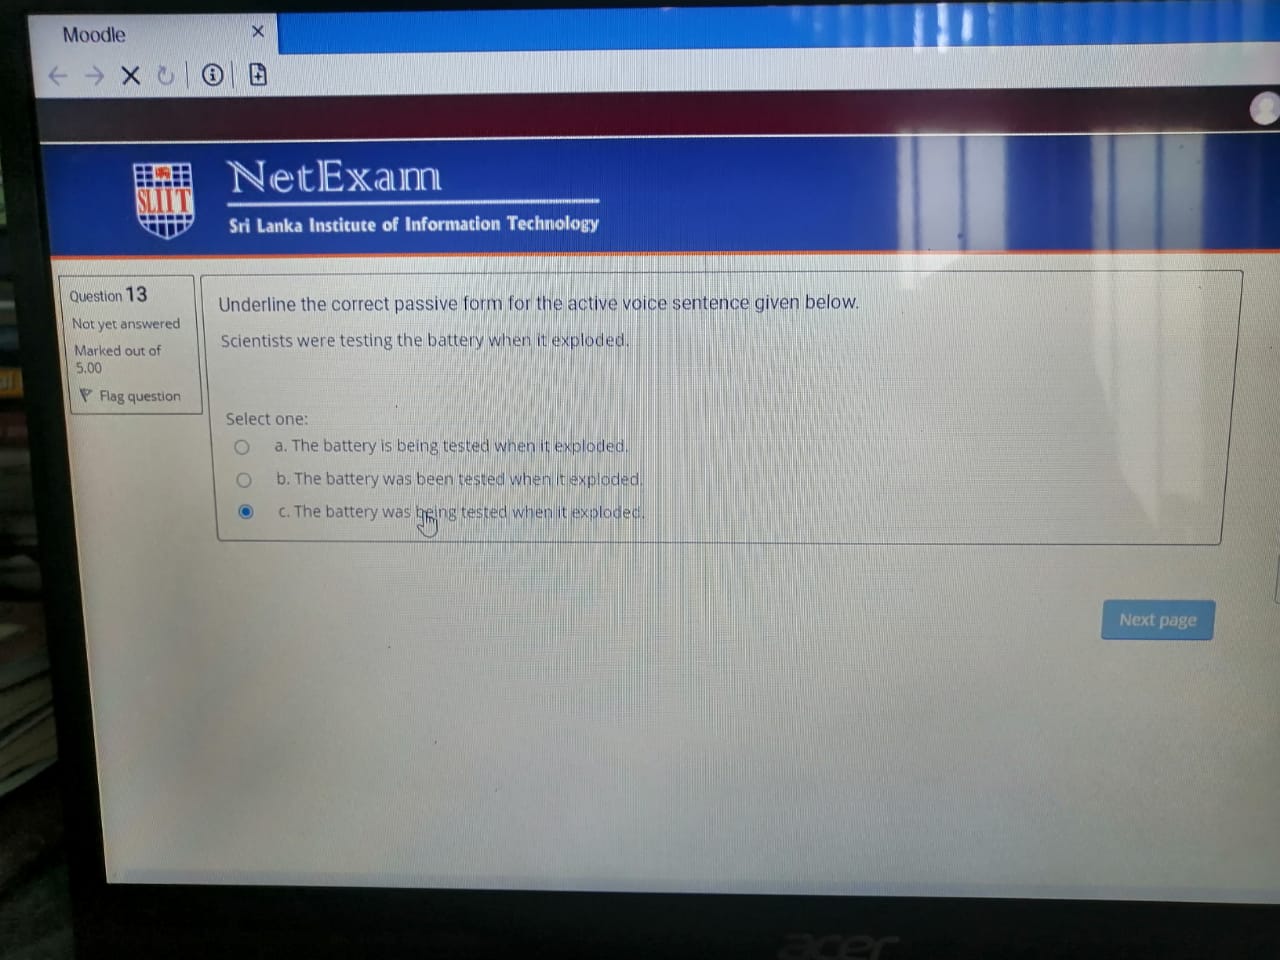 Moodle
SLIIT
NetExam
Sri Lanka Institute of Information Technology
Question 13
Not yet answered
Marked out of
5.00
Flag question
Underline the correct passive form for the active voice sentence given below.
Scientists were testing the battery when it exploded.
Select one:
a. The battery is being tested when it exploded.
b. The battery was been tested when it exploded.
c. The battery was being tested when it exploded.
Next page
acer